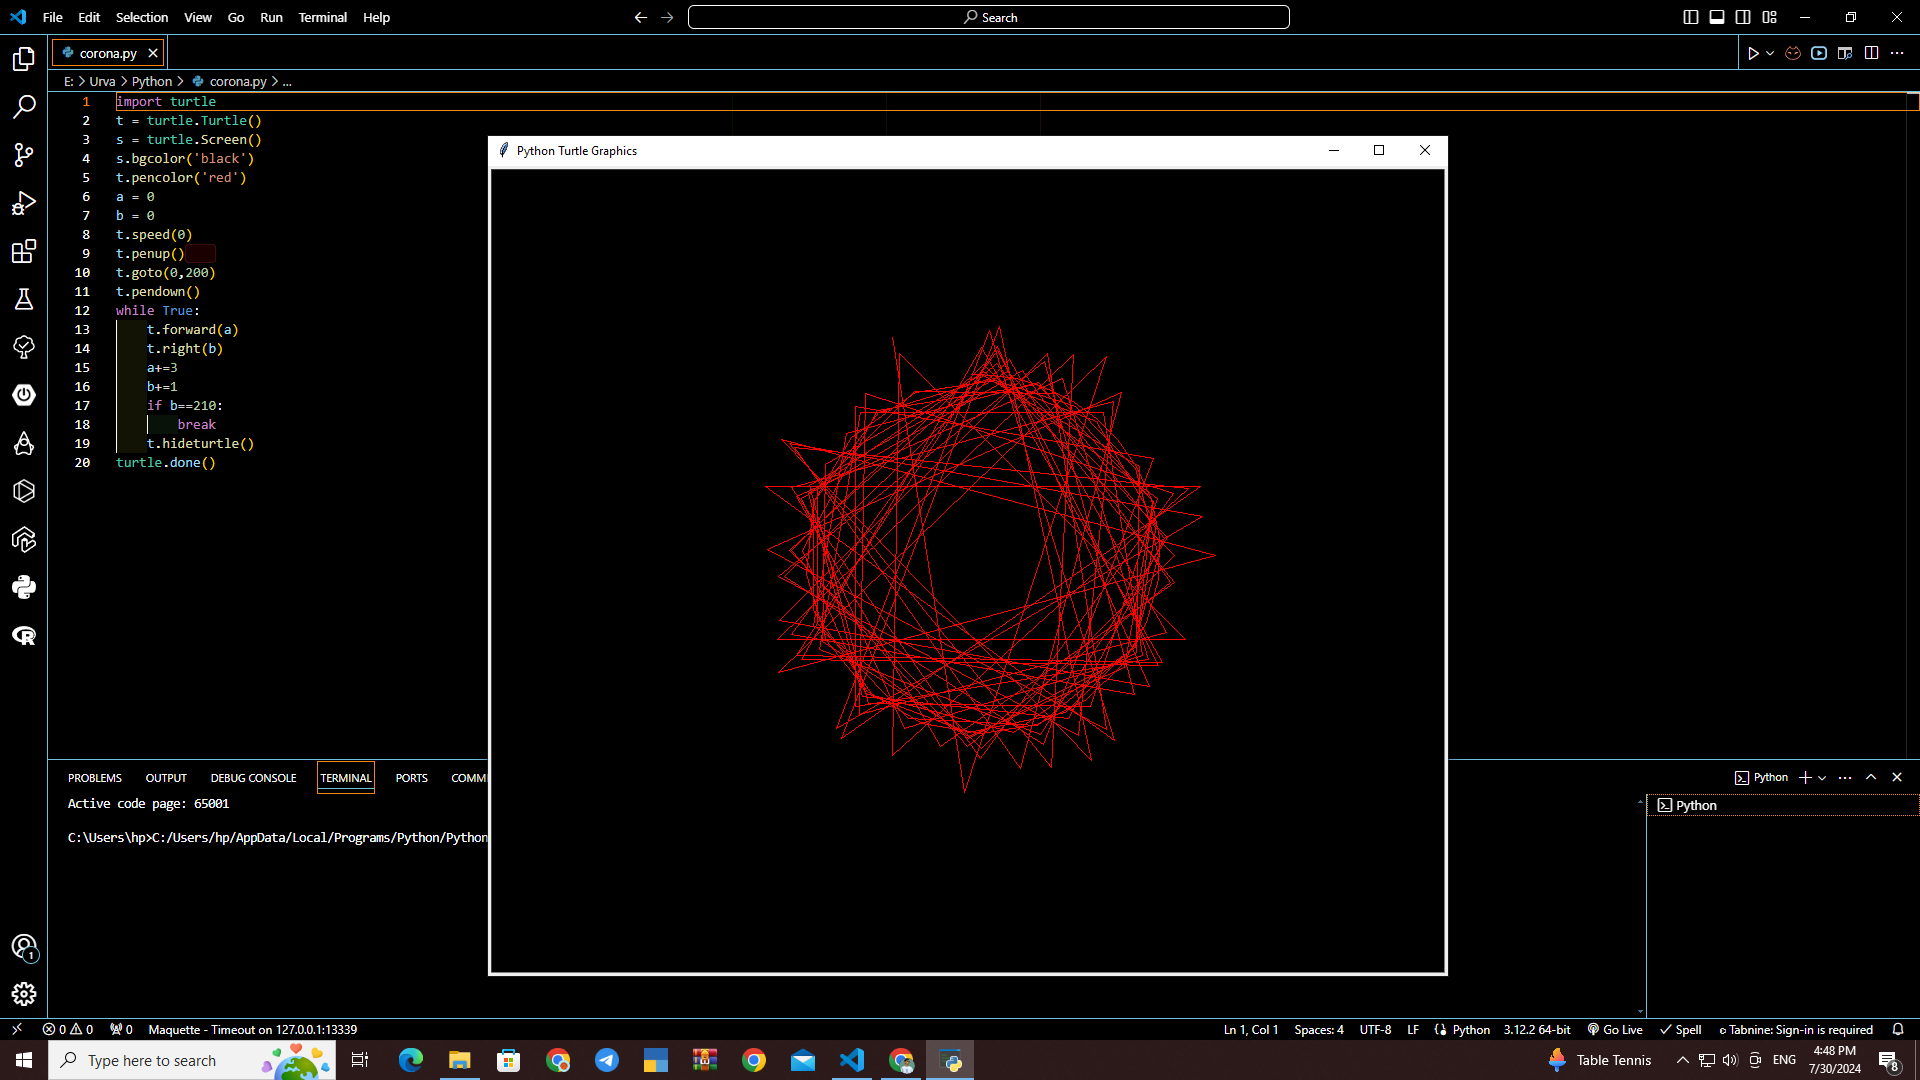 File Edit Selection View Go Run Terminal Help
Search
corona.py
E: > Urva > Python > corona.py > ...
1 import turtle
2 t = turtle.Turtle()
3 s = turtle.Screen()
4 s.bgcolor('black')
5 t.pencolor('red')
6 a = 0
7 b = 0
8 t.speed(0)
9 t.penup()
10 t.goto(0,200)
11 t.pendown()
12 while True:
13     t.forward(a)
14     t.right(b)
15     a+=3
16     b+=1
17     if b==210:
18         break
19     t.hideturtle()
20 turtle.done()
Python Turtle Graphics
PROBLEMS OUTPUT DEBUG CONSOLE TERMINAL PORTS COMM
Python
Active code page: 65001
Python
C:\Users\hp>C:/Users/hp/AppData/Local/Programs/Python/Python
1
0 0 0 Maquette - Timeout on 127.0.0.1:13339
Ln 1, Col 1 Spaces: 4 UTF-8 LF Python 3.12.2 64-bit Go Live Spell Tabnine: Sign-in is required
Type here to search
Table Tennis
ENG
4:48 PM
7/30/2024
8